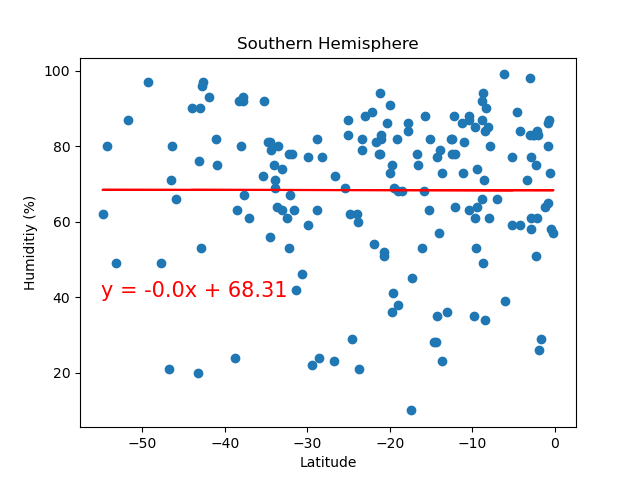 Southern Hemisphere
100
80
60
40
20
Humiditiy (%)
y = -0.0x + 68.31
−50
−40
−30
−20
−10
0
Latitude